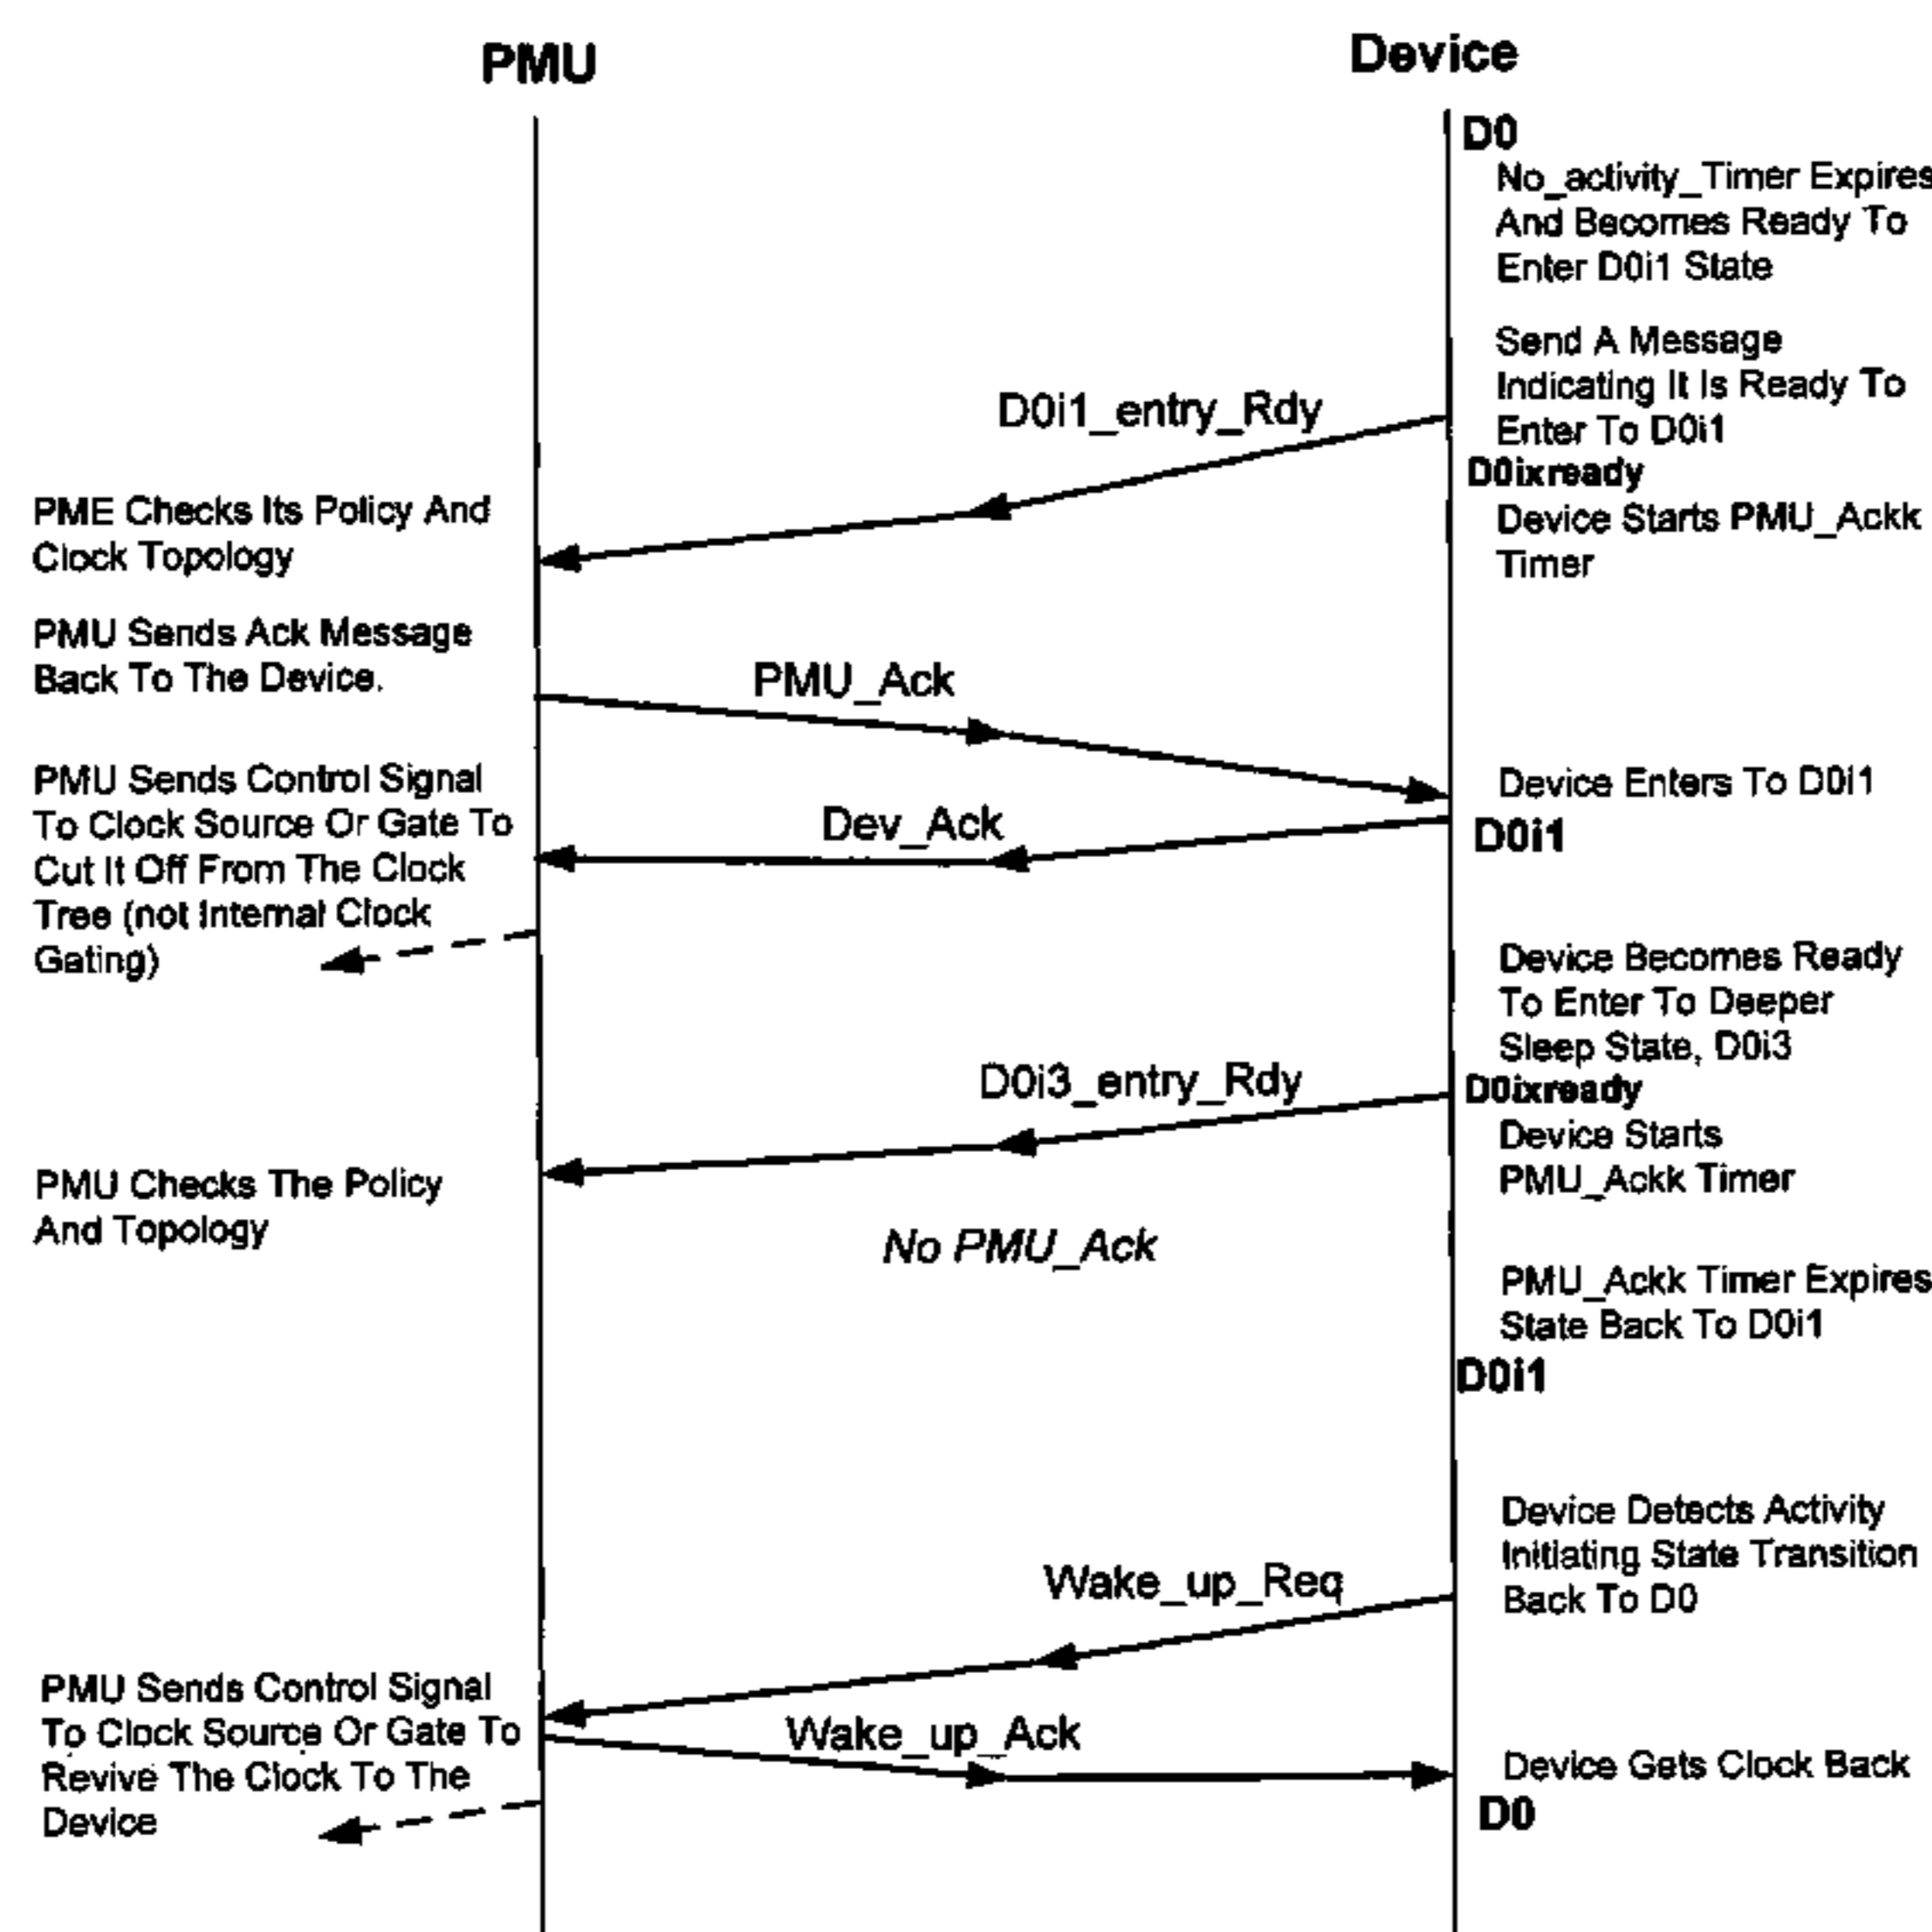 PMU
Device
D0
No_activity_Timer Expires
And Becomes Ready To
Enter D0i1 State
Send A Message
Indicating It Is Ready To
Enter To D0i1
D0i1_entry_Rdy
D0ixready
Device Starts PMU_Ackk
Timer
PME Checks Its Policy And
Clock Topology
PMU Sends Ack Message
Back To The Device.
PMU_Ack
PMU Sends Control Signal
To Clock Source Or Gate To
Cut It Off From The Clock
Tree (not Internal Clock
Gating)
Device Enters To D0i1
Dev_Ack
D0i1
Device Becomes Ready
To Enter To Deeper
Sleep State, D0i3
D0i3_entry_Rdy
D0ixready
Device Starts
PMU_Ackk Timer
PMU Checks The Policy
And Topology
No PMU_Ack
PMU_Ackk Timer Expires
State Back To D0i1
D0i1
Device Detects Activity
Initiating State Transition
Back To D0
Wake_up_Req
PMU Sends Control Signal
To Clock Source Or Gate To
Revive The Clock To The
Device
Wake_up_Ack
Device Gets Clock Back
D0